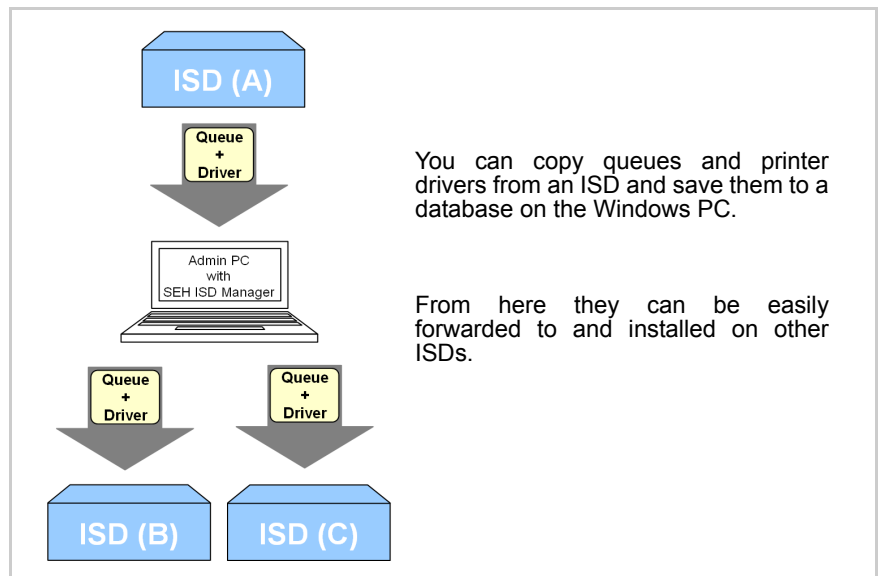 ISD (A)
Queue
+
Driver
You can copy queues and printer
drivers from an ISD and save them to a
database on the Windows PC.
Admin PC
with
SEH ISD Manager
From here they can be easily
forwarded to and installed on other
ISDs.
Queue
+
Driver
Queue
+
Driver
ISD (B)
ISD (C)